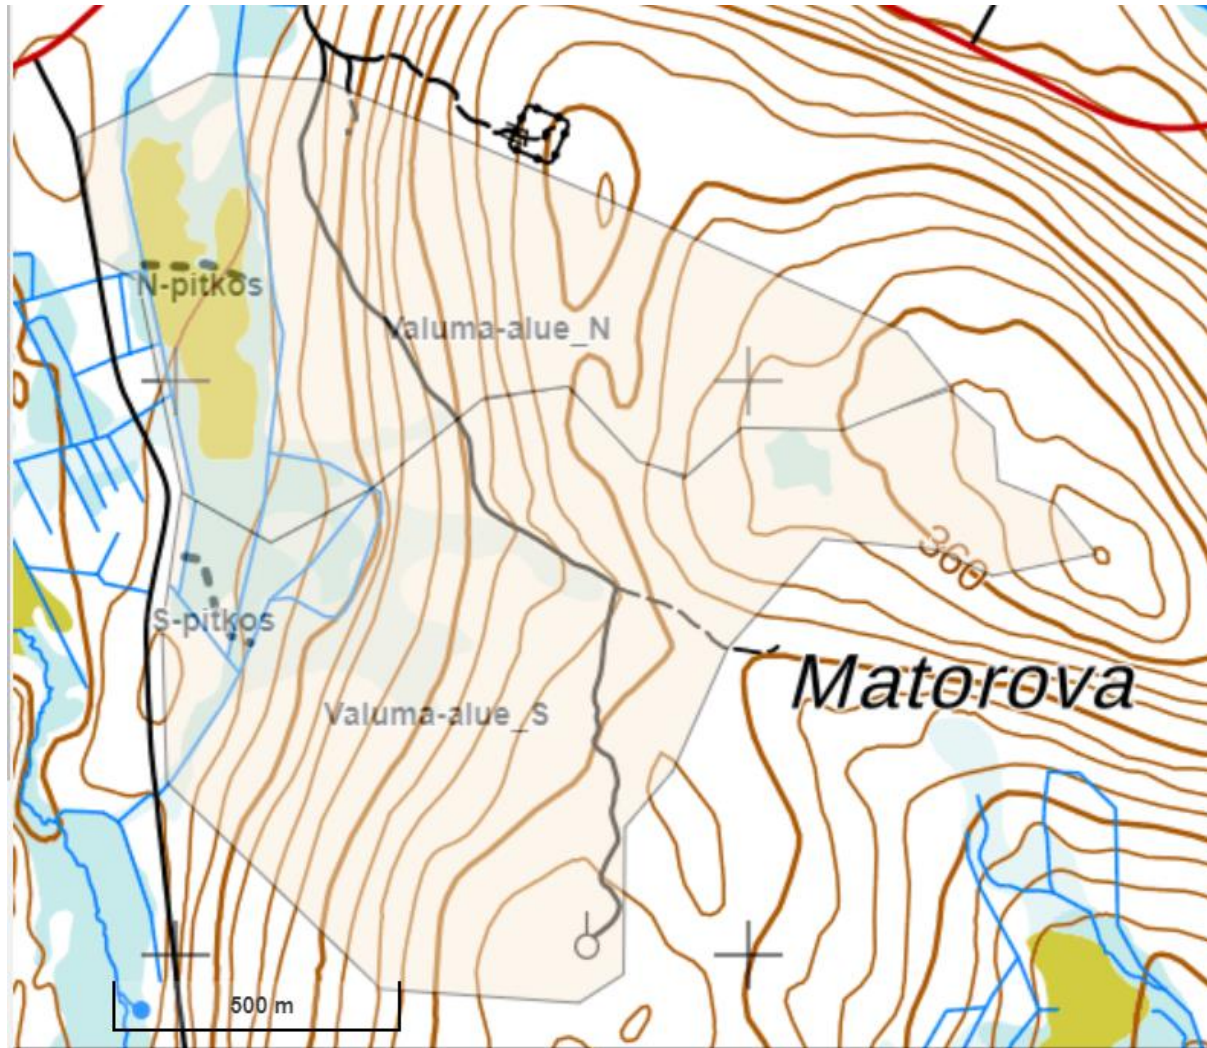 N-pitkos
Valuma-alue_N
360
S-pitkos
Matorova
Valuma-alue_S
500 m